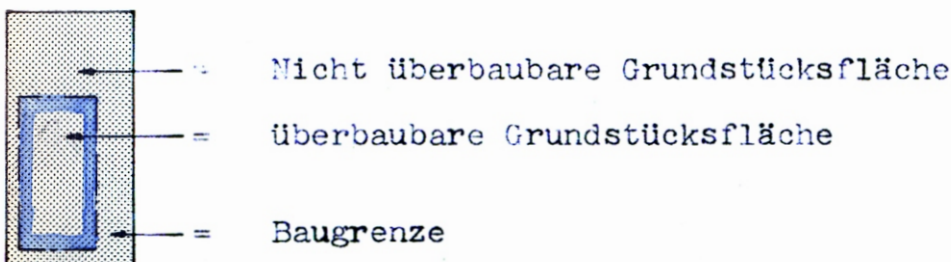 = Nicht überbaubare Grundstücksfläche
= überbaubare Grundstücksfläche
= Baugrenze